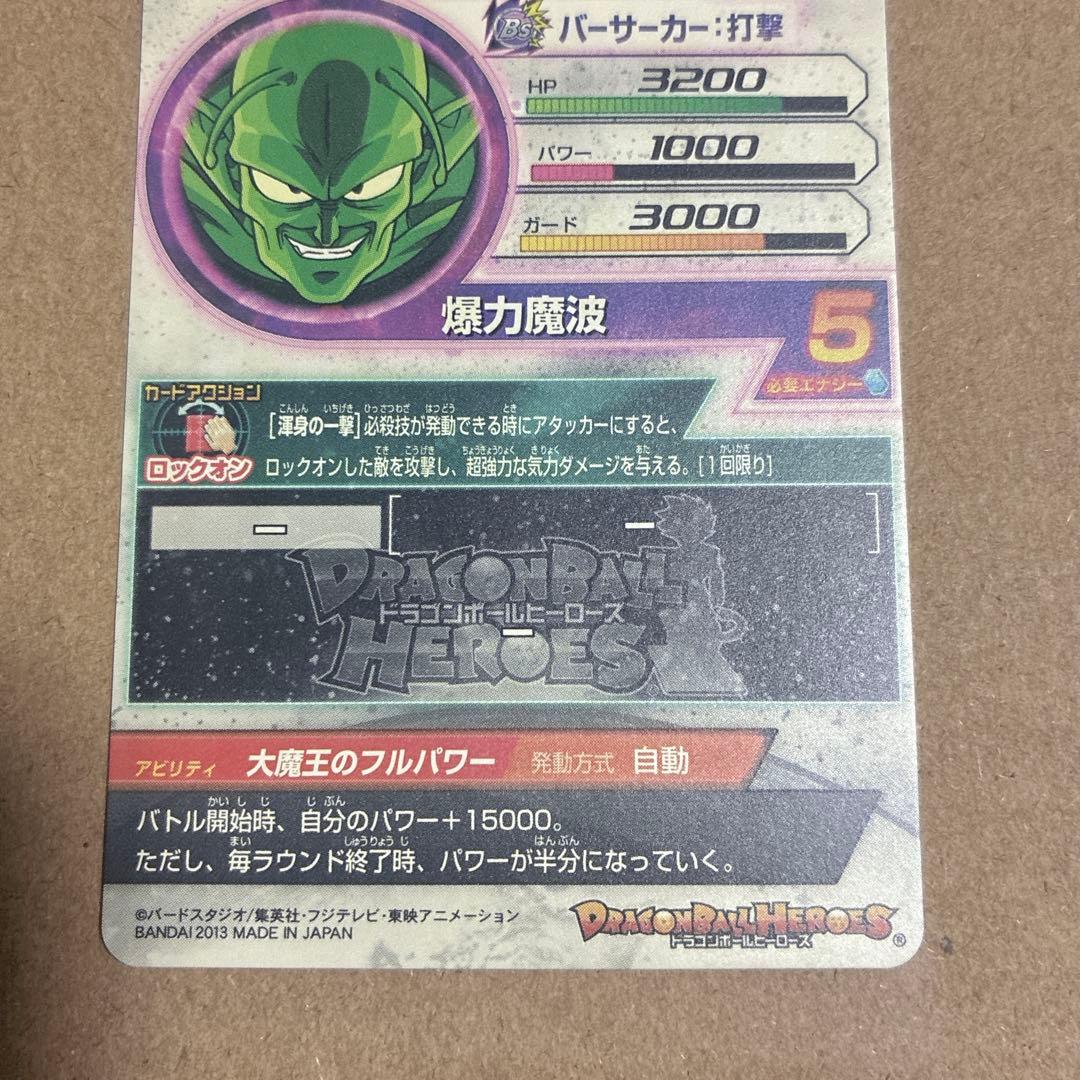 BS バーサーカー:打撃
HP 3200
パワー 1000
ガード 3000
爆力魔波
5
必要エナジー
カードアクション
ロックオン
こんしん いちげき ひっさつわざ はつどう とき
[渾身の一撃]必殺技が発動できる時にアタッカーにすると、
てき こうげき ちょうきょうりょく きりょく あた かいかぎ
ロックオンした敵を攻撃し、超強力な気力ダメージを与える。[1回限り]
ー [ ー ]
DRAGONBALL
ドラゴンボールヒーローズ
ー
HEROES
アビリティ 大魔王のフルパワー 発動方式 自動
かいしじ じぶん
バトル開始時、自分のパワー+15000。
まい しゅうりょうじ はんぶん
ただし、毎ラウンド終了時、パワーが半分になっていく。
©バードスタジオ/集英社・フジテレビ・東映アニメーション
BANDAI 2013 MADE IN JAPAN
DRAGONBALL HEROES
ドラゴンボールヒーローズ ®